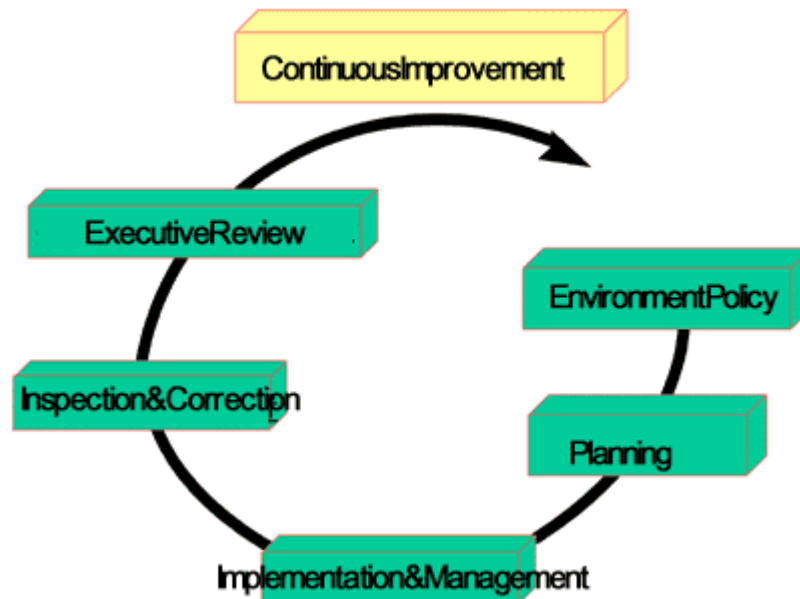 ContinuousImprovement
ExecutiveReview
EnvironmentPolicy
Inspection&Correction
Planning
Implementation&Management